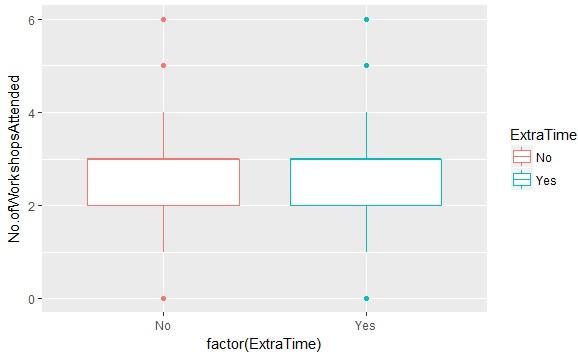 No.ofWorkshopsAttended
6
4
2
0
No
Yes
factor(ExtraTime)
ExtraTime
No
Yes